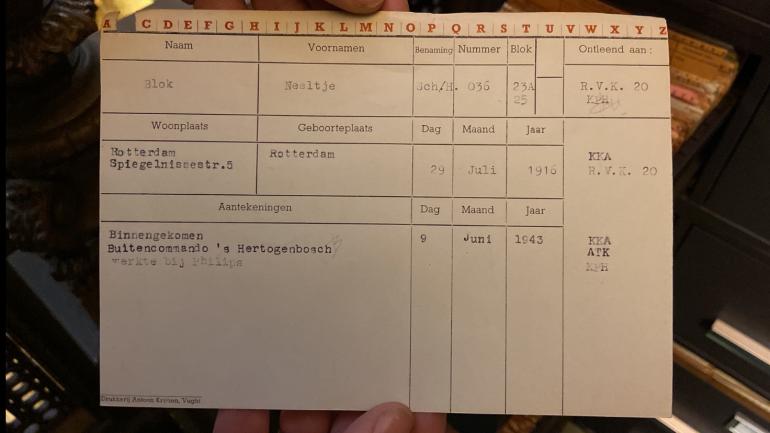 A C D E F G H I J K L M N O P Q R S T U V W X Y Z
Naam Voornamen Benaming Nummer Blok Ontleend aan:
Blok Neeltje Sch/H. 036 23A R.V.K. 20
25 KPH
Woonplaats Geboorteplaats Dag Maand Jaar
Rotterdam Rotterdam KKA
Spiegelnissestr.5 29 Juli 1916 R.V.K. 20
Aantekeningen Dag Maand Jaar
Binnengekomen 9 Juni 1943 KKA
Buitencommando 's Hertogenbosch ATK
werkte bij Philips KPH
Drukkerij Antoon Krimen, Vught